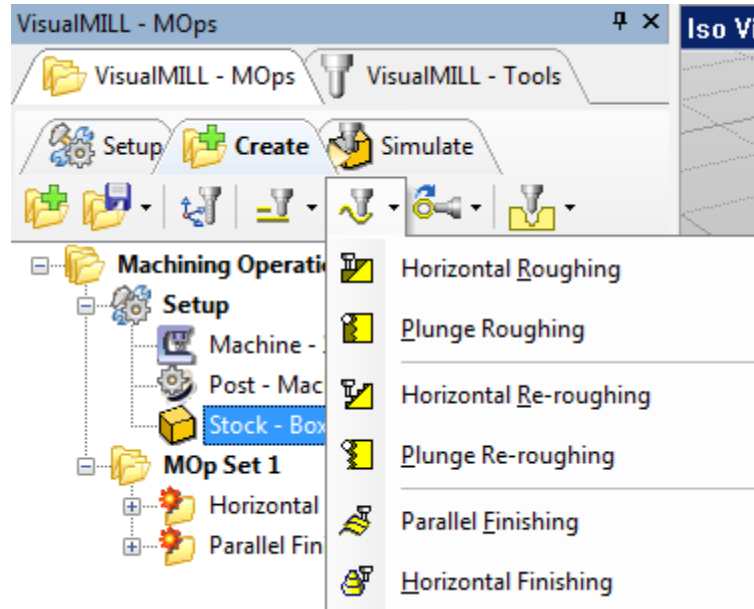 VisualMILL - MOps
Iso Vi
VisualMILL - MOps VisualMILL - Tools
Setup Create Simulate
Machining Operati
Setup
Machine -
Post - Mac
Stock - Box
MOp Set 1
Horizontal
Parallel Fin
Horizontal Roughing
Plunge Roughing
Horizontal Re-roughing
Plunge Re-roughing
Parallel Finishing
Horizontal Finishing